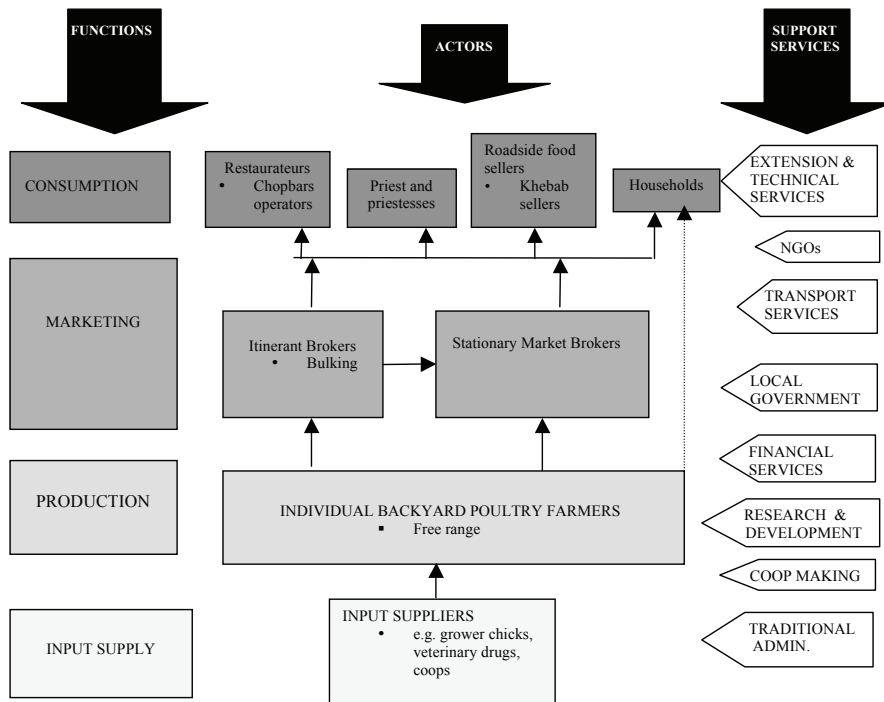 FUNCTIONS
ACTORS
SUPPORT
SERVICES
CONSUMPTION
Restaurateurs
• Chopbars
operators
Priest and
priestesses
Roadside food
sellers
• Khebab
sellers
Households
EXTENSION &
TECHNICAL
SERVICES
NGOs
MARKETING
Itinerant Brokers
• Bulking
Stationary Market Brokers
TRANSPORT
SERVICES
LOCAL
GOVERNMENT
FINANCIAL
SERVICES
PRODUCTION
INDIVIDUAL BACKYARD POULTRY FARMERS
▪ Free range
RESEARCH &
DEVELOPMENT
COOP MAKING
INPUT SUPPLY
INPUT SUPPLIERS
• e.g. grower chicks,
veterinary drugs,
coops
TRADITIONAL
ADMIN.